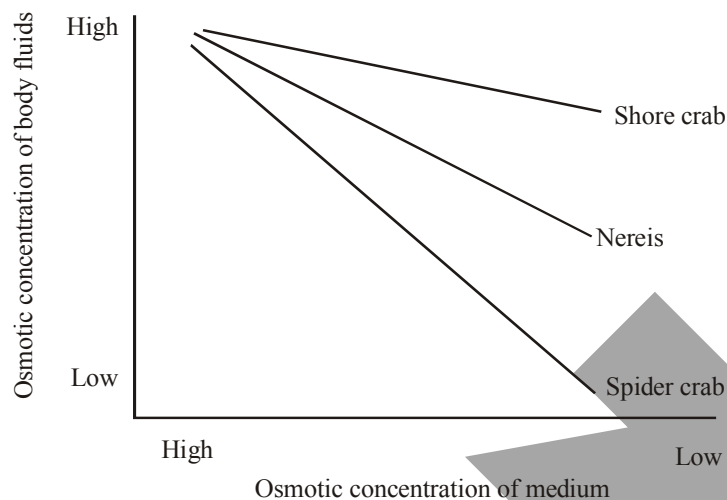 Osmotic concentration of body fluids
High
Low
Shore crab
Nereis
Spider crab
High
Low
Osmotic concentration of medium